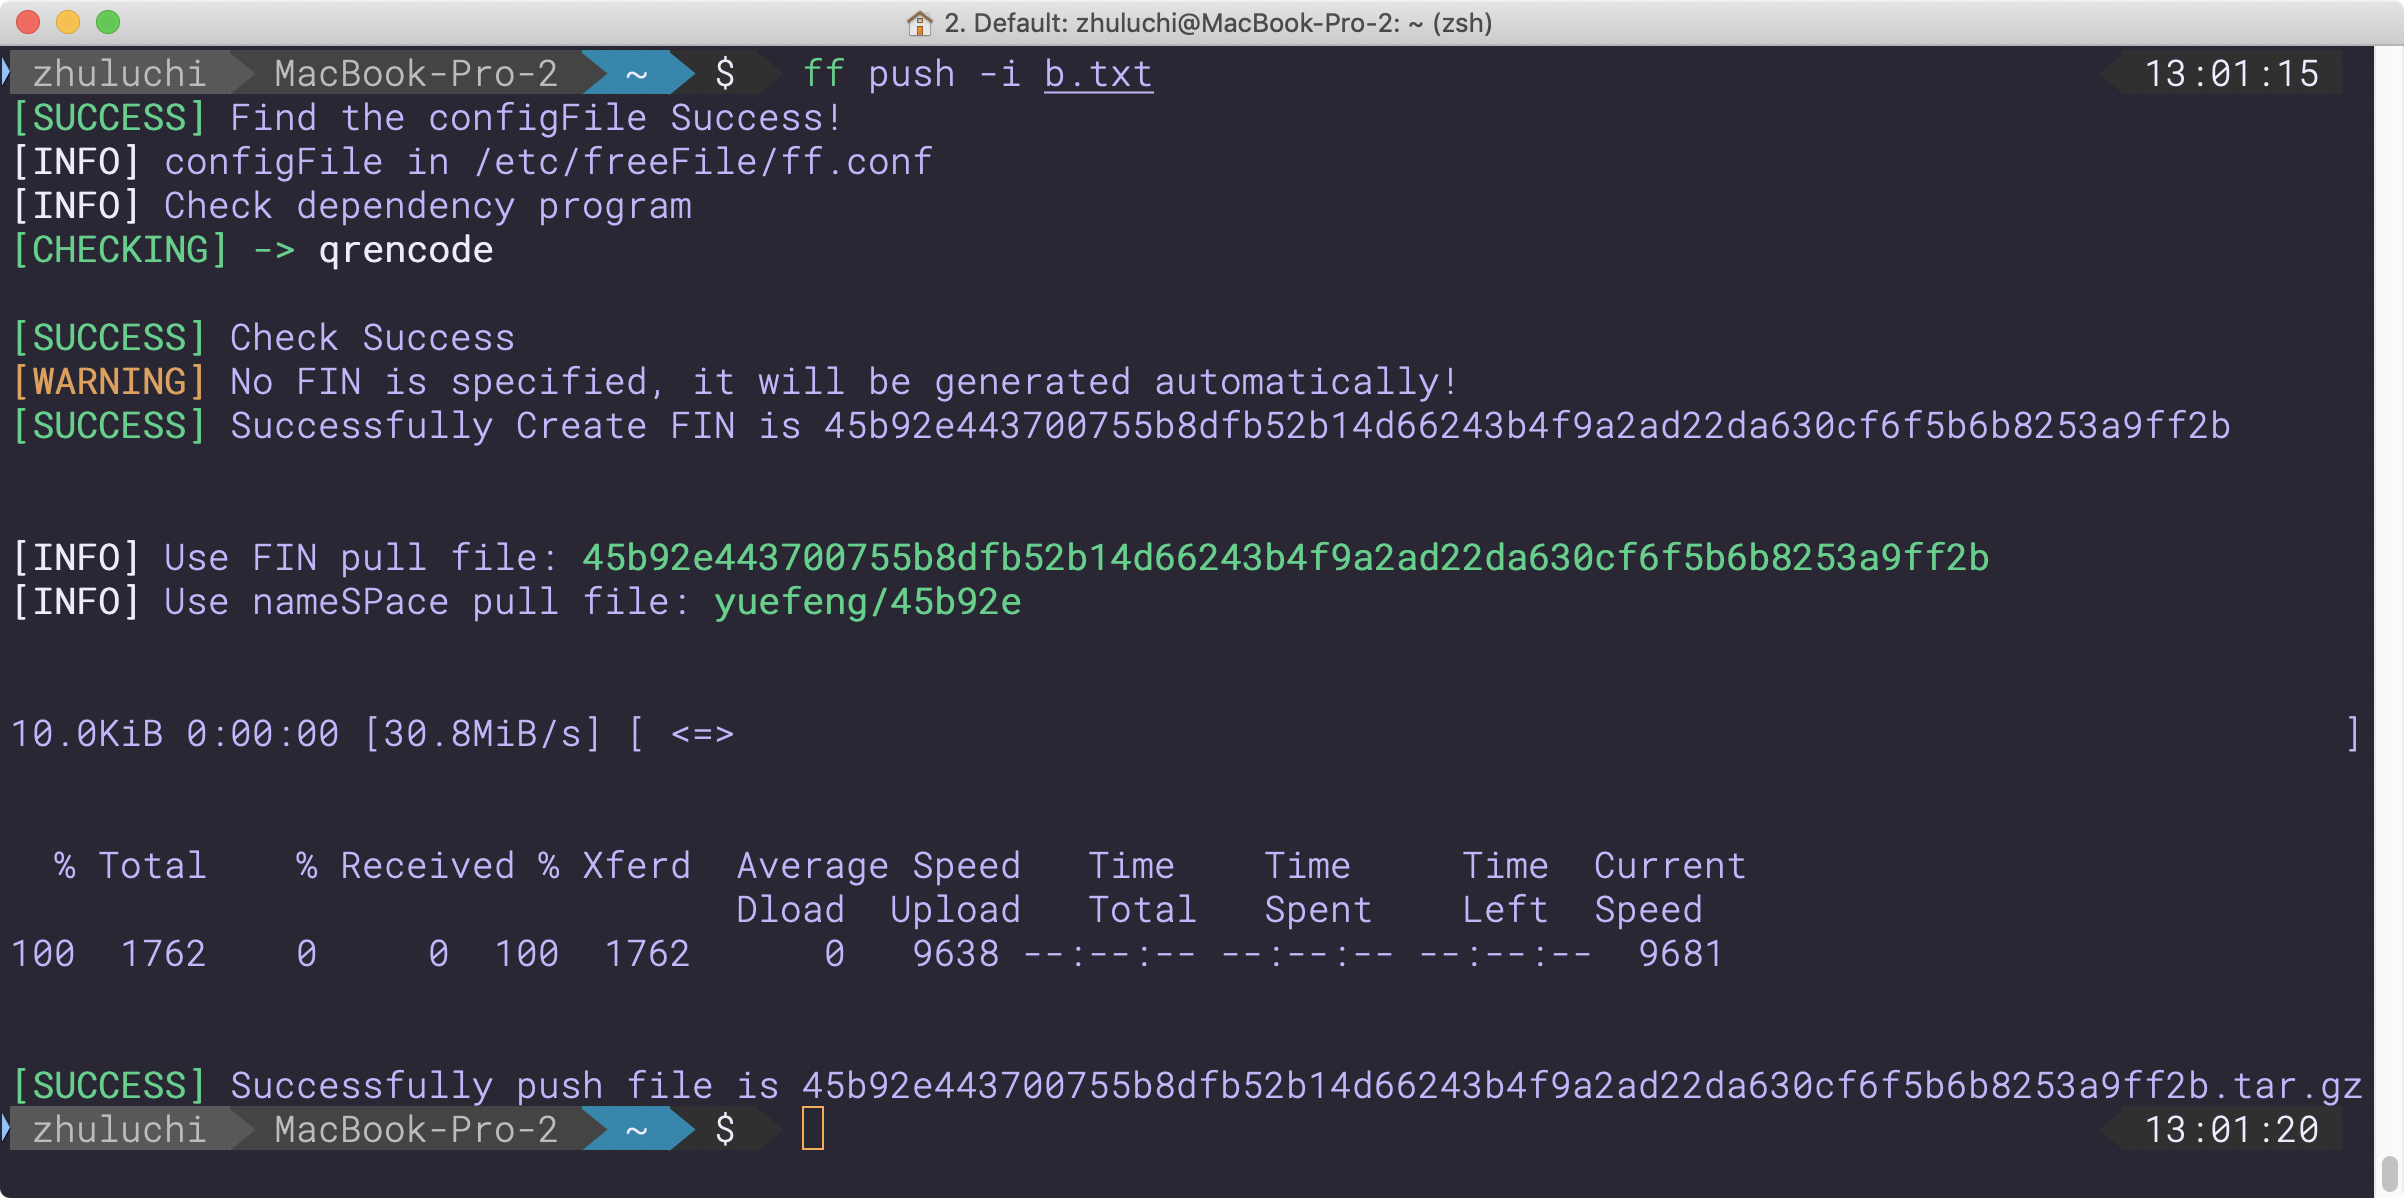 2. Default: zhuluchi@MacBook-Pro-2: ~ (zsh)
zhuluchi MacBook-Pro-2 ~ $ ff push -i b.txt 13:01:15
[SUCCESS] Find the configFile Success!
[INFO] configFile in /etc/freeFile/ff.conf
[INFO] Check dependency program
[CHECKING] -> qrencode
[SUCCESS] Check Success
[WARNING] No FIN is specified, it will be generated automatically!
[SUCCESS] Successfully Create FIN is 45b92e443700755b8dfb52b14d66243b4f9a2ad22da630cf6f5b6b8253a9ff2b
[INFO] Use FIN pull file: 45b92e443700755b8dfb52b14d66243b4f9a2ad22da630cf6f5b6b8253a9ff2b
[INFO] Use nameSPace pull file: yuefeng/45b92e
10.0KiB 0:00:00 [30.8MiB/s] [ <=> ]
% Total % Received % Xferd Average Speed Time Time Time Current
Dload Upload Total Spent Left Speed
100 1762 0 0 100 1762 0 9638 --:--:-- --:--:-- --:--:-- 9681
[SUCCESS] Successfully push file is 45b92e443700755b8dfb52b14d66243b4f9a2ad22da630cf6f5b6b8253a9ff2b.tar.gz
zhuluchi MacBook-Pro-2 ~ $ 13:01:20